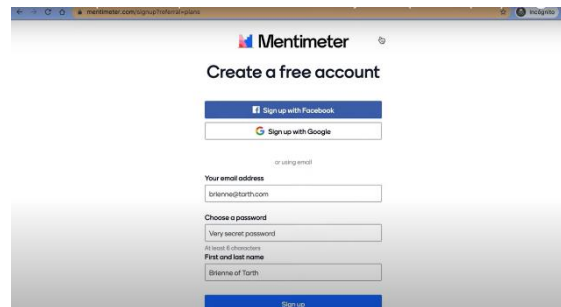 mentimeter.com/signup?referral=plans
Incógnito
Mentimeter
Create a free account
Sign up with Facebook
Sign up with Google
or using email
Your email address
brienne@tarth.com
Choose a password
Very secret password
At least 6 characters
First and last name
Brienne of Tarth
Sign up